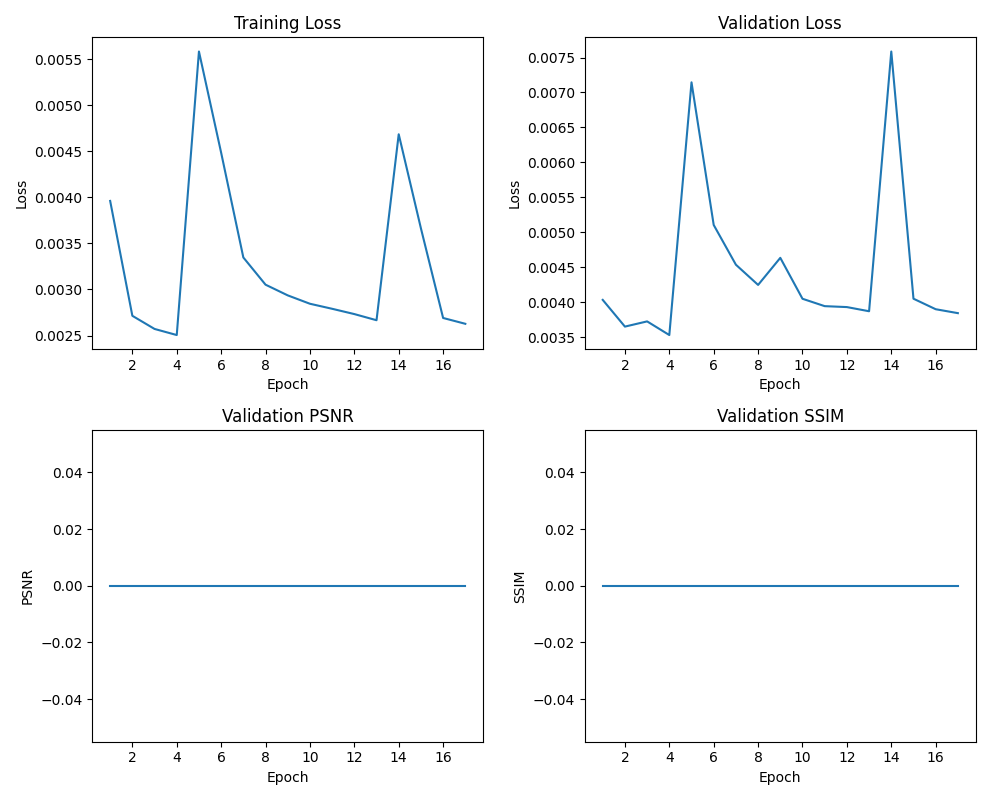 Training Loss
0.0055
0.0050
0.0045
0.0040
0.0035
0.0030
0.0025
Loss
2 4 6 8 10 12 14 16
Epoch
Validation Loss
0.0075
0.0070
0.0065
0.0060
0.0055
0.0050
0.0045
0.0040
0.0035
Loss
2 4 6 8 10 12 14 16
Epoch
Validation PSNR
0.04
0.02
0.00
−0.02
−0.04
PSNR
2 4 6 8 10 12 14 16
Epoch
Validation SSIM
0.04
0.02
0.00
−0.02
−0.04
SSIM
2 4 6 8 10 12 14 16
Epoch